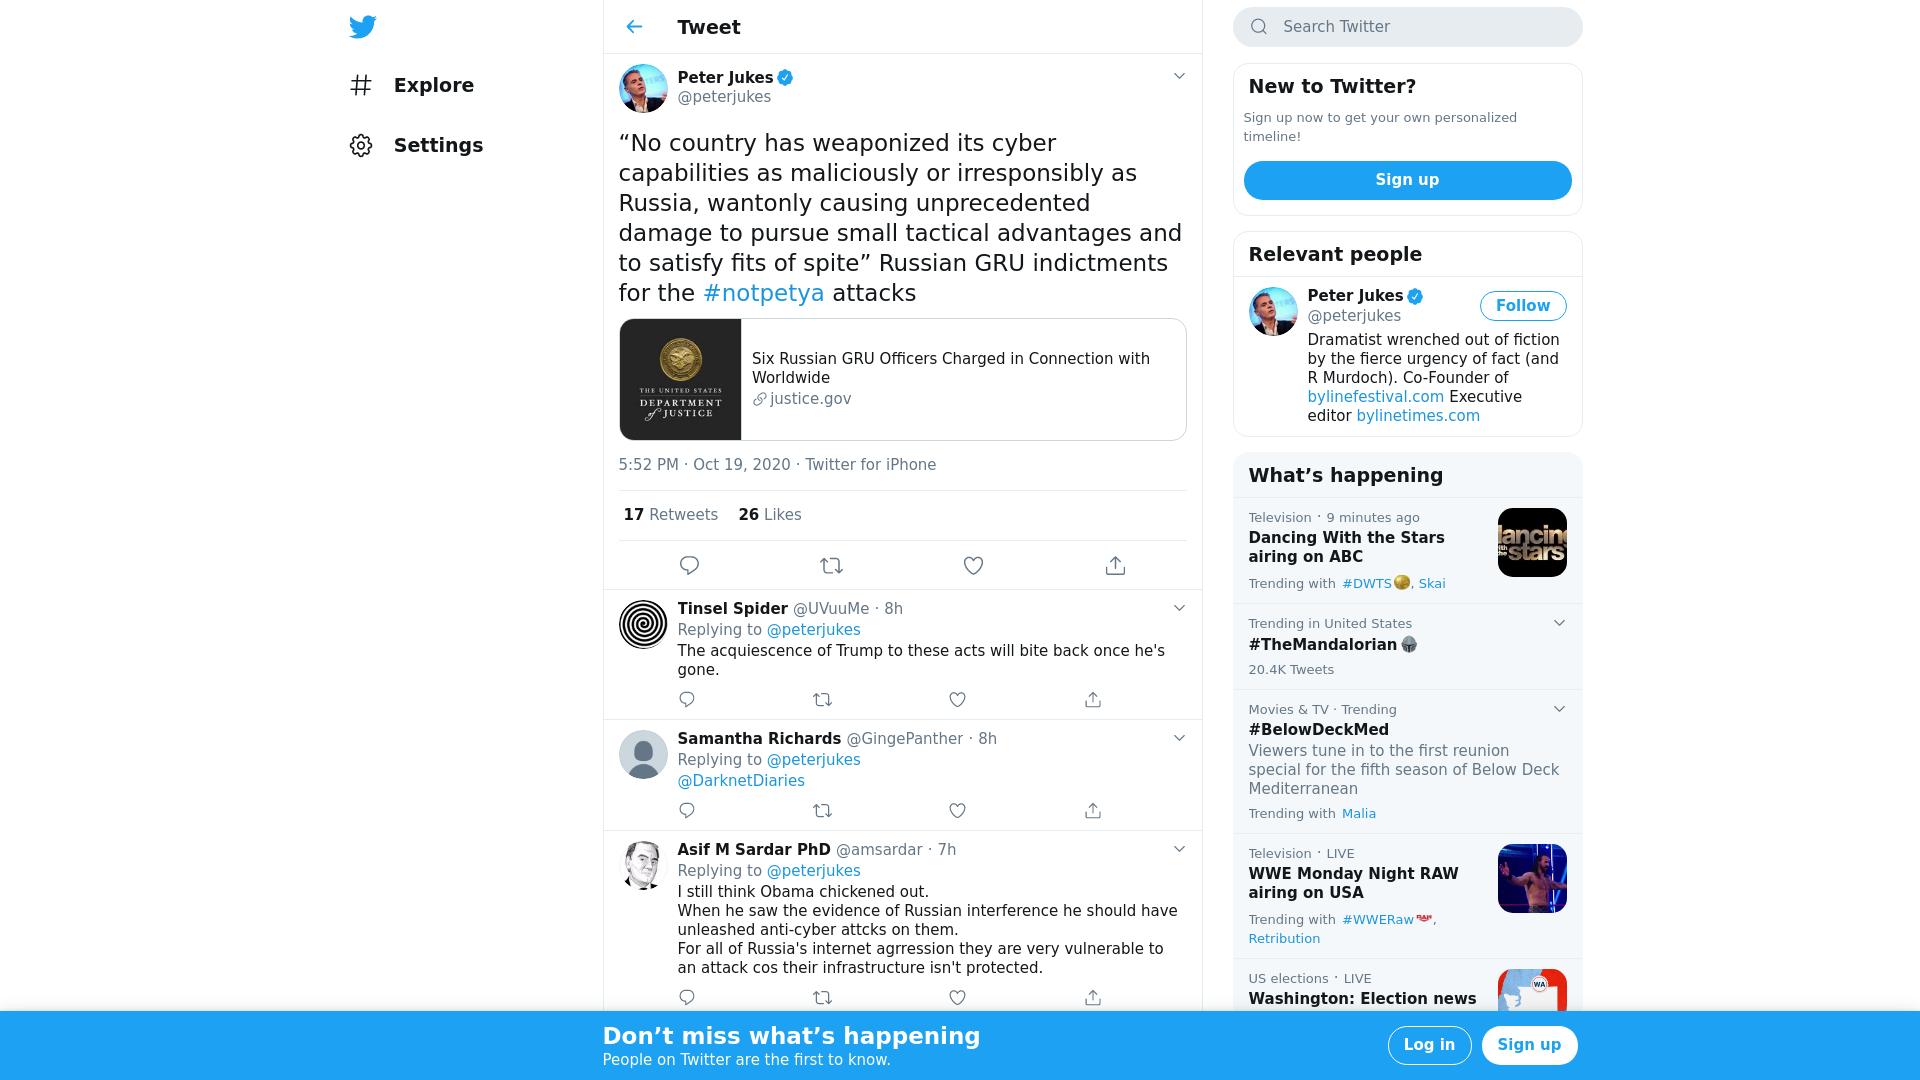 Explore
Settings
Tweet
Peter Jukes
@peterjukes
“No country has weaponized its cyber
capabilities as maliciously or irresponsibly as
Russia, wantonly causing unprecedented
damage to pursue small tactical advantages and
to satisfy fits of spite” Russian GRU indictments
for the #notpetya attacks
THE UNITED STATES
DEPARTMENT
of JUSTICE
Six Russian GRU Officers Charged in Connection with
Worldwide
justice.gov
5:52 PM · Oct 19, 2020 · Twitter for iPhone
17 Retweets 26 Likes
Tinsel Spider @UVuuMe · 8h
Replying to @peterjukes
The acquiescence of Trump to these acts will bite back once he's
gone.
Samantha Richards @GingePanther · 8h
Replying to @peterjukes
@DarknetDiaries
Asif M Sardar PhD @amsardar · 7h
Replying to @peterjukes
I still think Obama chickened out.
When he saw the evidence of Russian interference he should have
unleashed anti-cyber attcks on them.
For all of Russia's internet agrression they are very vulnerable to
an attack cos their infrastructure isn't protected.
Search Twitter
New to Twitter?
Sign up now to get your own personalized
timeline!
Sign up
Relevant people
Peter Jukes
@peterjukes
Follow
Dramatist wrenched out of fiction
by the fierce urgency of fact (and
R Murdoch). Co-Founder of
bylinefestival.com Executive
editor bylinetimes.com
What’s happening
Television · 9 minutes ago
Dancing With the Stars
airing on ABC
Trending with #DWTS, Skai
dancing
with the
stars
Trending in United States
#TheMandalorian
20.4K Tweets
Movies & TV · Trending
#BelowDeckMed
Viewers tune in to the first reunion
special for the fifth season of Below Deck
Mediterranean
Trending with Malia
Television · LIVE
WWE Monday Night RAW
airing on USA
Trending with #WWERaw,
Retribution
US elections · LIVE
Washington: Election news
WA
Don’t miss what’s happening
People on Twitter are the first to know.
Log in
Sign up